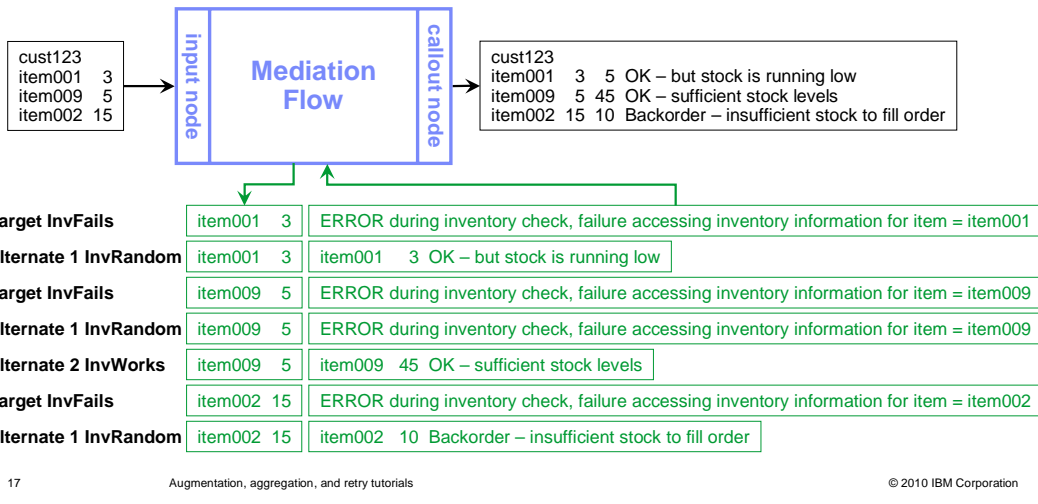 cust123
item001 3
item009 5
item002 15
input node
Mediation
Flow
callout node
cust123
item001 3 5 OK – but stock is running low
item009 5 45 OK – sufficient stock levels
item002 15 10 Backorder – insufficient stock to fill order
arget InvFails item001 3 ERROR during inventory check, failure accessing inventory information for item = item001
lternate 1 InvRandom item001 3 item001 3 OK – but stock is running low
arget InvFails item009 5 ERROR during inventory check, failure accessing inventory information for item = item009
lternate 1 InvRandom item009 5 ERROR during inventory check, failure accessing inventory information for item = item009
lternate 2 InvWorks item009 5 item009 45 OK – sufficient stock levels
arget InvFails item002 15 ERROR during inventory check, failure accessing inventory information for item = item002
lternate 1 InvRandom item002 15 item002 10 Backorder – insufficient stock to fill order
17 Augmentation, aggregation, and retry tutorials © 2010 IBM Corporation